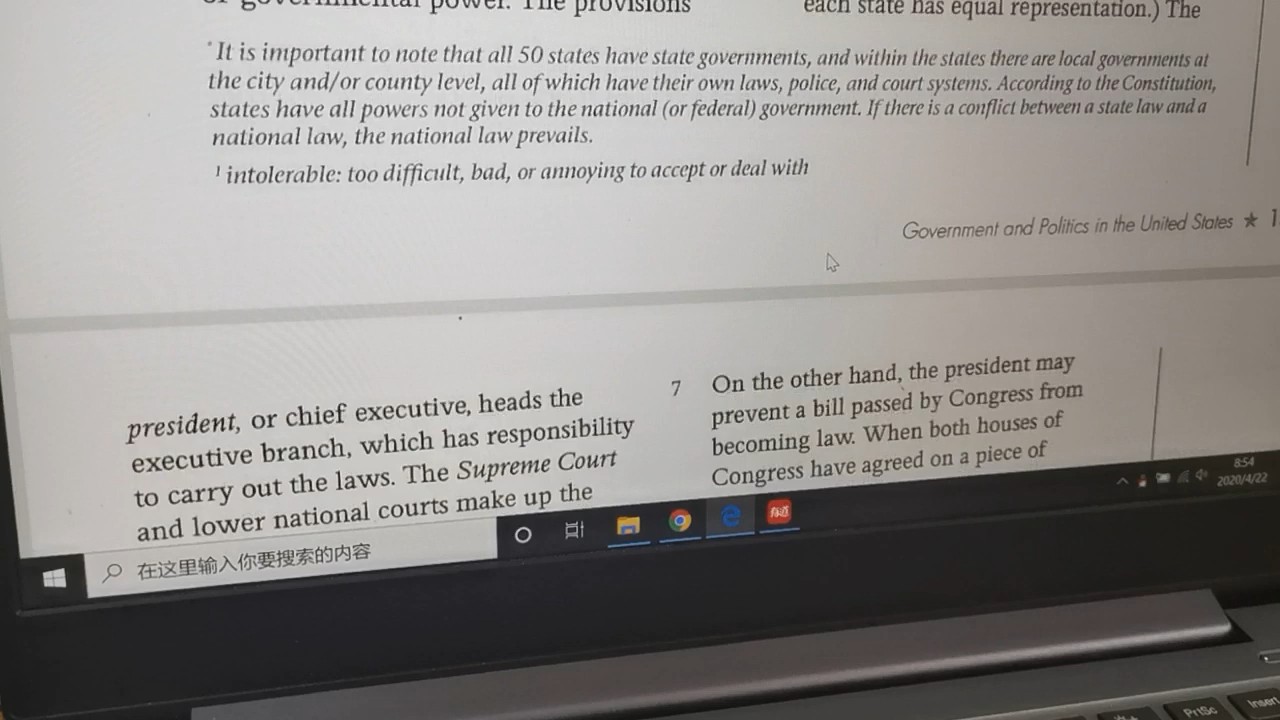 of governmental power. The provisions
each state has equal representation.) The
*It is important to note that all 50 states have state governments, and within the states there are local governments at
the city and/or county level, all of which have their own laws, police, and court systems. According to the Constitution,
states have all powers not given to the national (or federal) government. If there is a conflict between a state law and a
national law, the national law prevails.
1 intolerable: too difficult, bad, or annoying to accept or deal with
Government and Politics in the United States ★ 1
president, or chief executive, heads the
executive branch, which has responsibility
to carry out the laws. The Supreme Court
and lower national courts make up the
7 On the other hand, the president may
prevent a bill passed by Congress from
becoming law. When both houses of
Congress have agreed on a piece of
在这里输入你要搜索的内容
8:54
2020/4/22
PrtSc
Insert